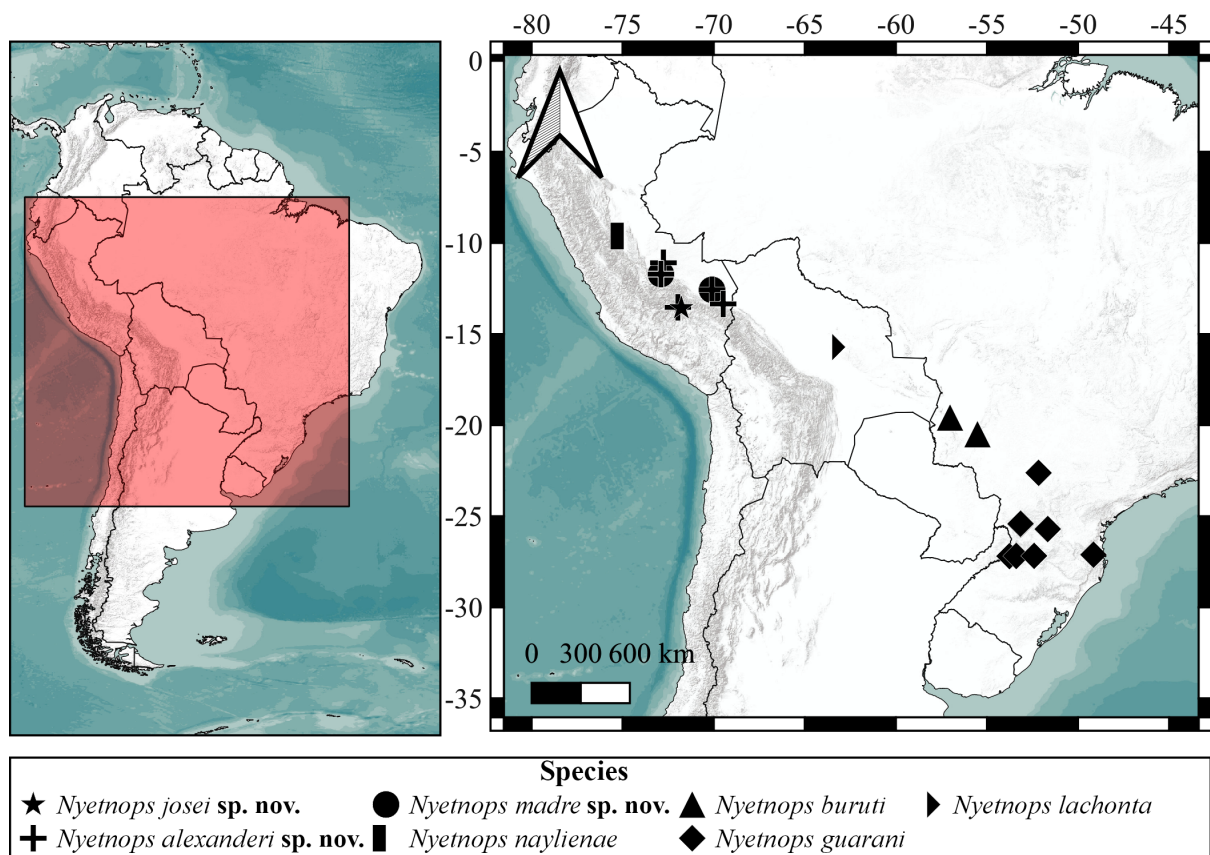 -80 -75 -70 -65 -60 -55 -50 -45
0
-5
-10
-15
-20
-25
-30
-35
0 300 600 km
Species
Nyetnops josei sp. nov. Nyetnops madre sp. nov. Nyetnops buruti Nyetnops lachonta
Nyetnops alexanderi sp. nov. Nyetnops naylienae Nyetnops guarani